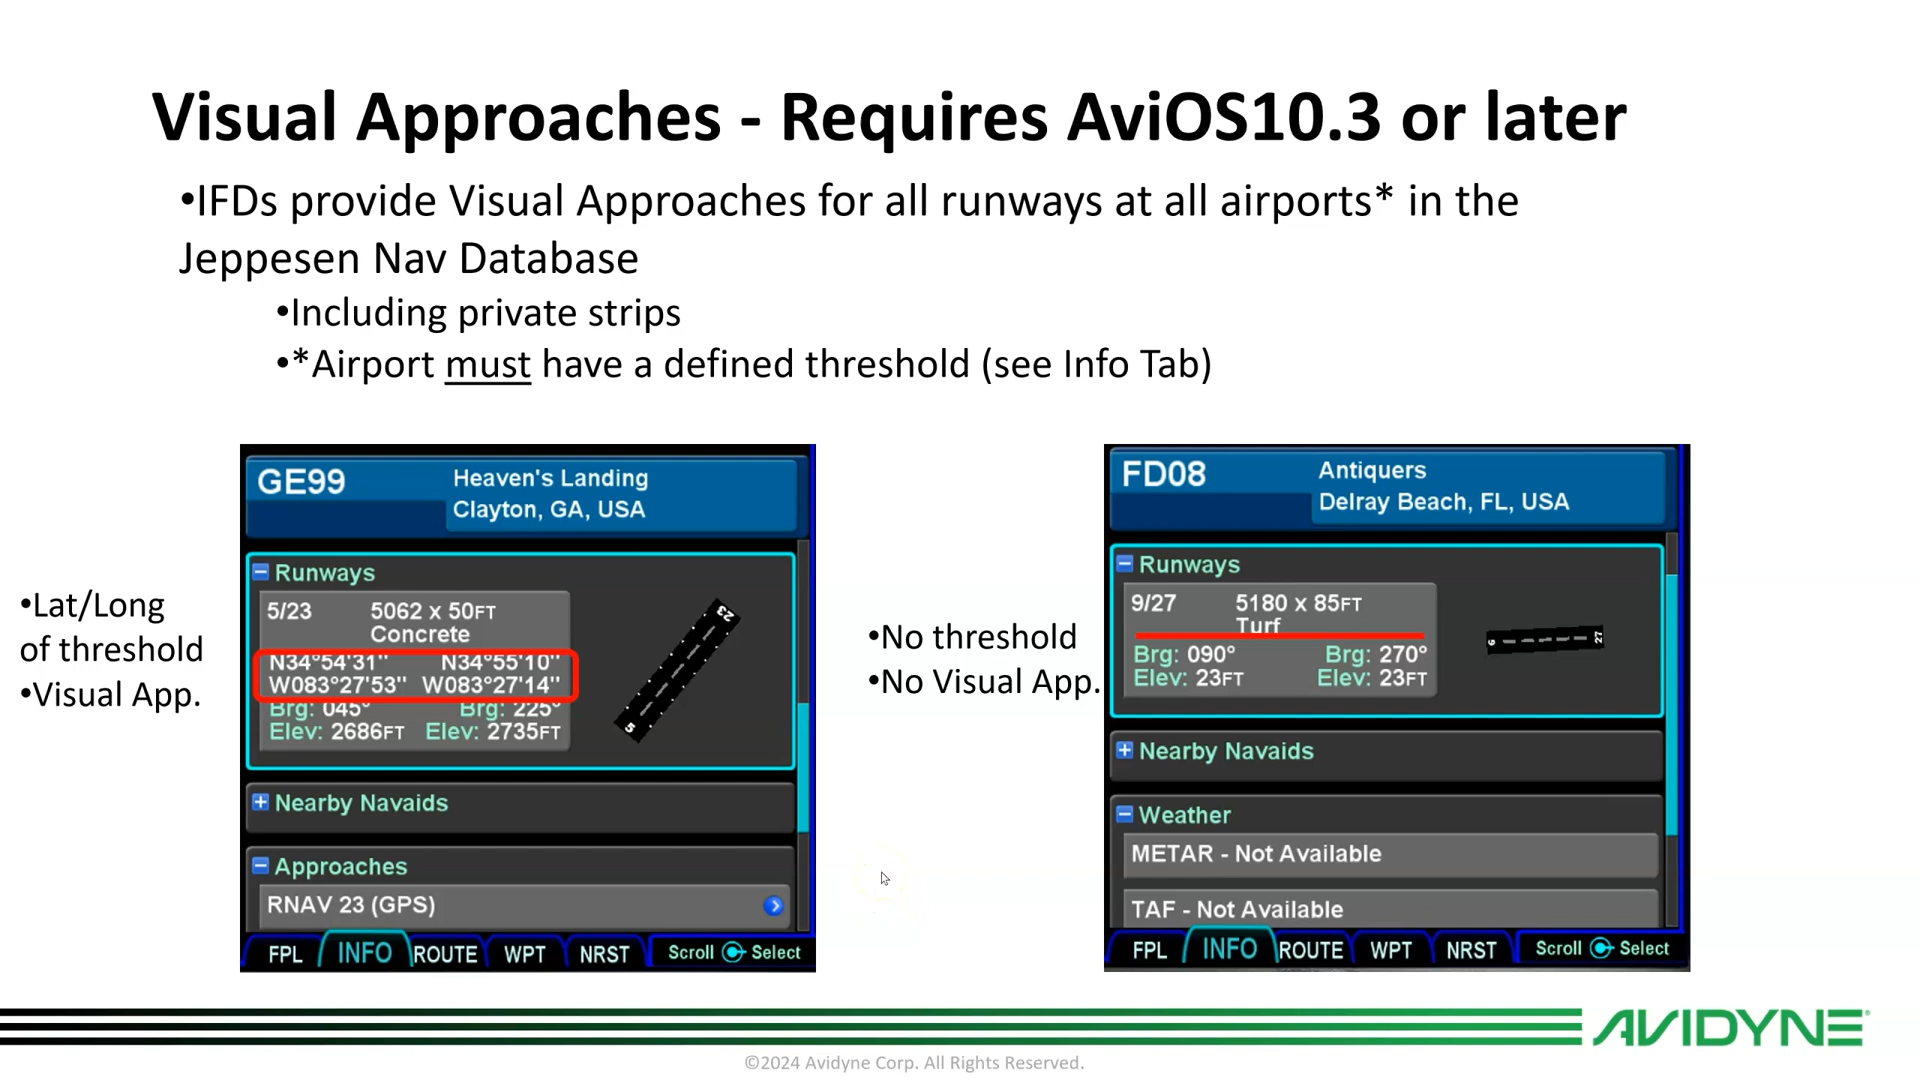 Visual Approaches - Requires AviOS10.3 or later
•IFDs provide Visual Approaches for all runways at all airports* in the
Jeppesen Nav Database
•Including private strips
•*Airport must have a defined threshold (see Info Tab)
•Lat/Long
of threshold
•Visual App.
GE99
Heaven's Landing
Clayton, GA, USA
Runways
5/23 5062 x 50FT
Concrete
N34°54'31'' N34°55'10''
W083°27'53'' W083°27'14''
Brg: 045° Brg: 225°
Elev: 2686FT Elev: 2735FT
23
5
Nearby Navaids
Approaches
RNAV 23 (GPS)
FPL INFO ROUTE WPT NRST Scroll Select
•No threshold
•No Visual App.
FD08
Antiquers
Delray Beach, FL, USA
Runways
9/27 5180 x 85FT
Turf
Brg: 090° Brg: 270°
Elev: 23FT Elev: 23FT
9 27
Nearby Navaids
Weather
METAR - Not Available
TAF - Not Available
FPL INFO ROUTE WPT NRST Scroll Select
AVIDYNE®
©2024 Avidyne Corp. All Rights Reserved.